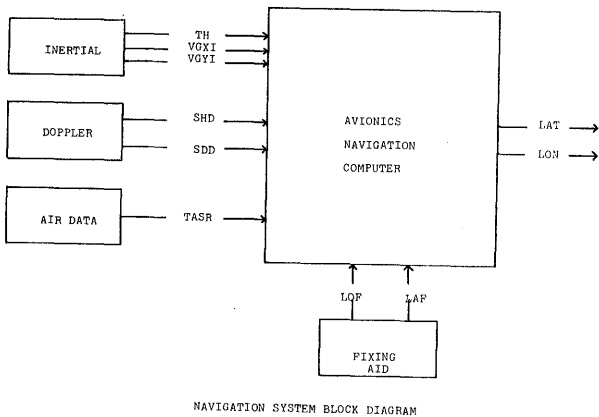 INERTIAL
TH
VGXI
VGYI
DOPPLER
SHD
SDD
AIR DATA
TASR
AVIONICS
NAVIGATION
COMPUTER
LAT
LON
LOF
LAF
FIXING
AID
NAVIGATION SYSTEM BLOCK DIAGRAM